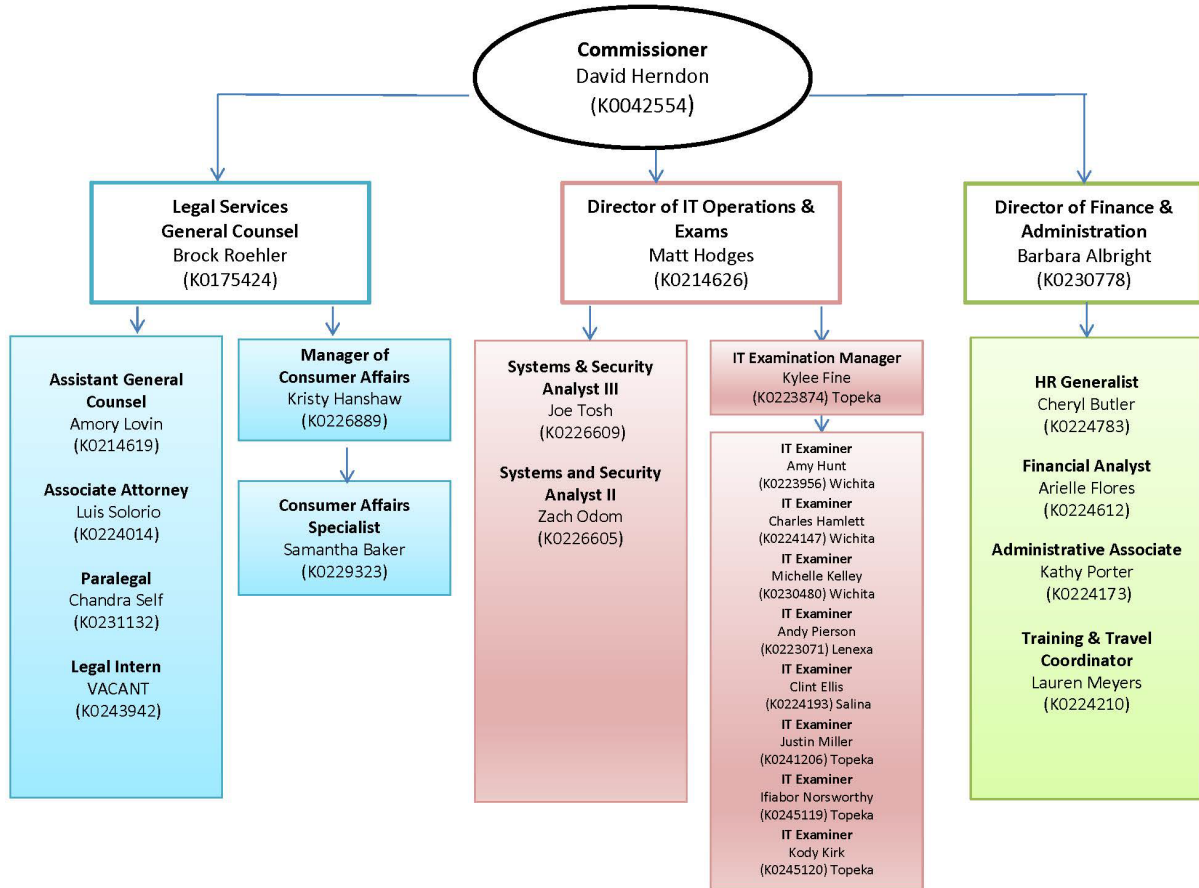 Commissioner
David Herndon
(K0042554)
Legal Services
General Counsel
Brock Roehler
(K0175424)
Director of IT Operations &
Exams
Matt Hodges
(K0214626)
Director of Finance &
Administration
Barbara Albright
(K0230778)
Assistant General
Counsel
Amory Lovin
(K0214619)
Associate Attorney
Luis Solorio
(K0224014)
Paralegal
Chandra Self
(K0231132)
Legal Intern
VACANT
(K0243942)
Manager of
Consumer Affairs
Kristy Hanshaw
(K0226889)
Consumer Affairs
Specialist
Samantha Baker
(K0229323)
Systems & Security
Analyst III
Joe Tosh
(K0226609)
Systems and Security
Analyst II
Zach Odom
(K0226605)
IT Examination Manager
Kylee Fine
(K0223874) Topeka
IT Examiner
Amy Hunt
(K0223956) Wichita
IT Examiner
Charles Hamlett
(K0224147) Wichita
IT Examiner
Michelle Kelley
(K0230480) Wichita
IT Examiner
Andy Pierson
(K0223071) Lenexa
IT Examiner
Clint Ellis
(K0224193) Salina
IT Examiner
Justin Miller
(K0241206) Topeka
IT Examiner
Ifiabor Norsworthy
(K0245119) Topeka
IT Examiner
Kody Kirk
(K0245120) Topeka
HR Generalist
Cheryl Butler
(K0224783)
Financial Analyst
Arielle Flores
(K0224612)
Administrative Associate
Kathy Porter
(K0224173)
Training & Travel
Coordinator
Lauren Meyers
(K0224210)